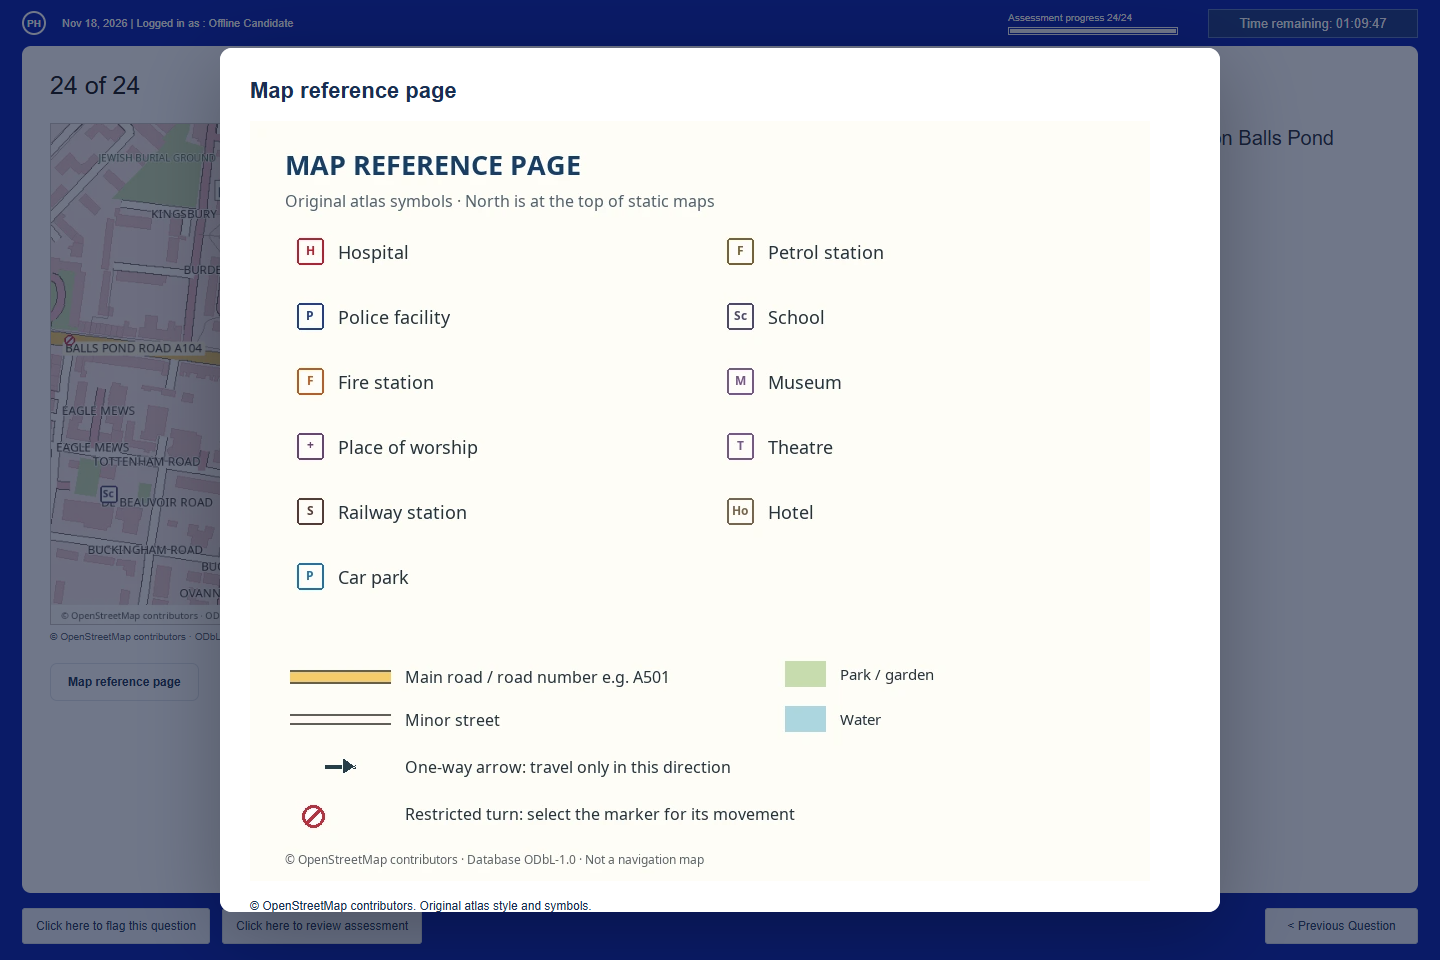 PH
Nov 18, 2026 | Logged in as : Offline Candidate
Assessment progress 24/24
Time remaining: 01:09:47
24 of 24
on Balls Pond
JEWISH BURIAL GROUND
KINGSBURY
BURDE
BALLS POND ROAD A104
EAGLE MEWS
EAGLE MEWS
TOTTENHAM ROAD
Sc
DE BEAUVOIR ROAD
BUCKINGHAM ROAD
BUC
OVANN
© OpenStreetMap contributors · OD
© OpenStreetMap contributors · ODbL
Map reference page
Map reference page
MAP REFERENCE PAGE
Original atlas symbols · North is at the top of static maps
H Hospital
F Petrol station
P Police facility
Sc School
F Fire station
M Museum
+ Place of worship
T Theatre
S Railway station
Ho Hotel
P Car park
Main road / road number e.g. A501
Park / garden
Minor street
Water
One-way arrow: travel only in this direction
Restricted turn: select the marker for its movement
© OpenStreetMap contributors · Database ODbL-1.0 · Not a navigation map
© OpenStreetMap contributors. Original atlas style and symbols.
Click here to flag this question
Click here to review assessment
< Previous Question